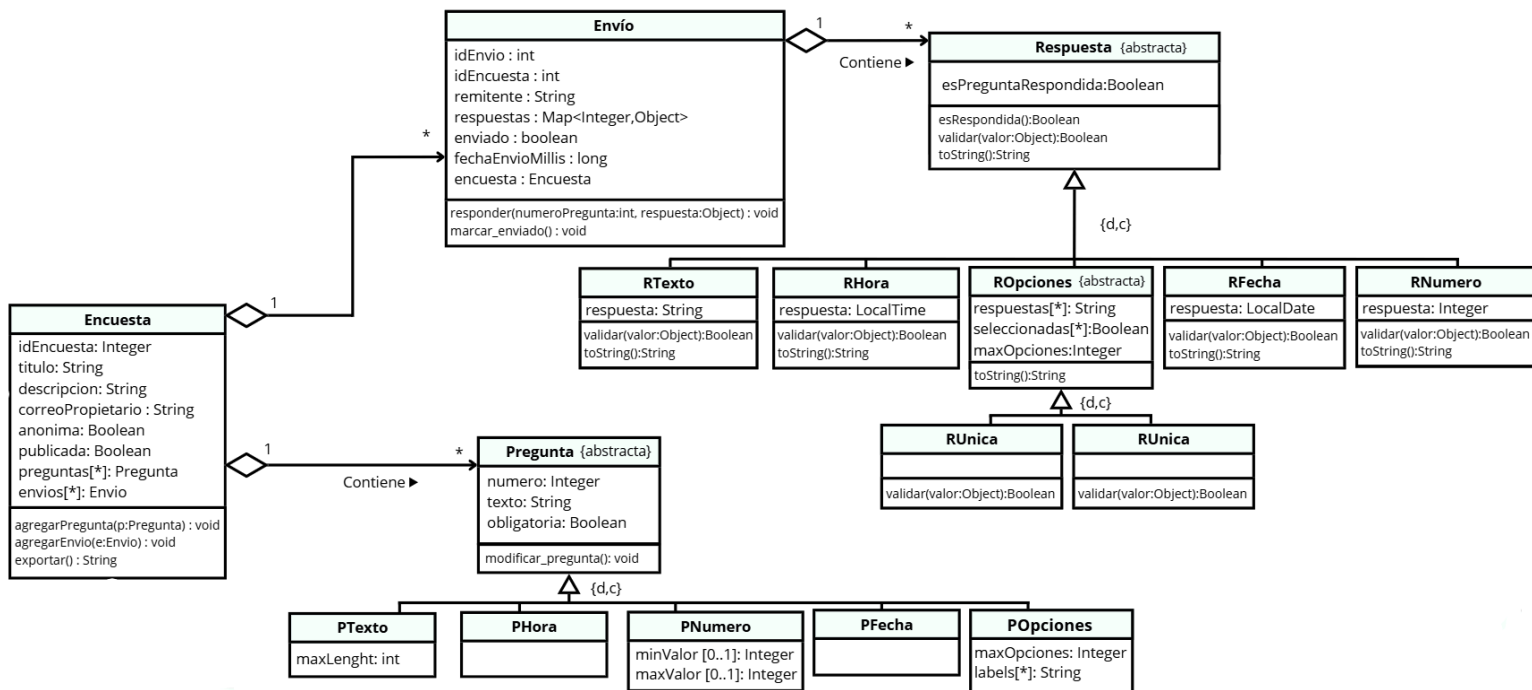 Envío
idEnvio : int
idEncuesta : int
remitente : String
respuestas : Map<Integer,Object>
enviado : boolean
fechaEnvioMillis : long
encuesta : Encuesta
responder(numeroPregunta:int, respuesta:Object) : void
marcar_enviado() : void
1
*
Contiene ▶
Respuesta {abstracta}
esPreguntaRespondida:Boolean
esRespondida():Boolean
validar(valor:Object):Boolean
toString():String
{d,c}
RTexto
respuesta: String
validar(valor:Object):Boolean
toString():String
RHora
respuesta: LocalTime
validar(valor:Object):Boolean
toString():String
ROpciones {abstracta}
respuestas[*]: String
seleccionadas[*]:Boolean
maxOpciones:Integer
toString():String
RFecha
respuesta: LocalDate
validar(valor:Object):Boolean
toString():String
RNumero
respuesta: Integer
validar(valor:Object):Boolean
toString():String
{d,c}
RUnica
validar(valor:Object):Boolean
RUnica
validar(valor:Object):Boolean
*
1
Encuesta
idEncuesta: Integer
titulo: String
descripcion: String
correoPropietario : String
anonima: Boolean
publicada: Boolean
preguntas[*]: Pregunta
envios[*]: Envio
agregarPregunta(p:Pregunta) : void
agregarEnvio(e:Envio) : void
exportar() : String
1
*
Contiene ▶
Pregunta {abstracta}
numero: Integer
texto: String
obligatoria: Boolean
modificar_pregunta(): void
{d,c}
PTexto
maxLenght: int
PHora
PNumero
minValor [0..1]: Integer
maxValor [0..1]: Integer
PFecha
POpciones
maxOpciones: Integer
labels[*]: String